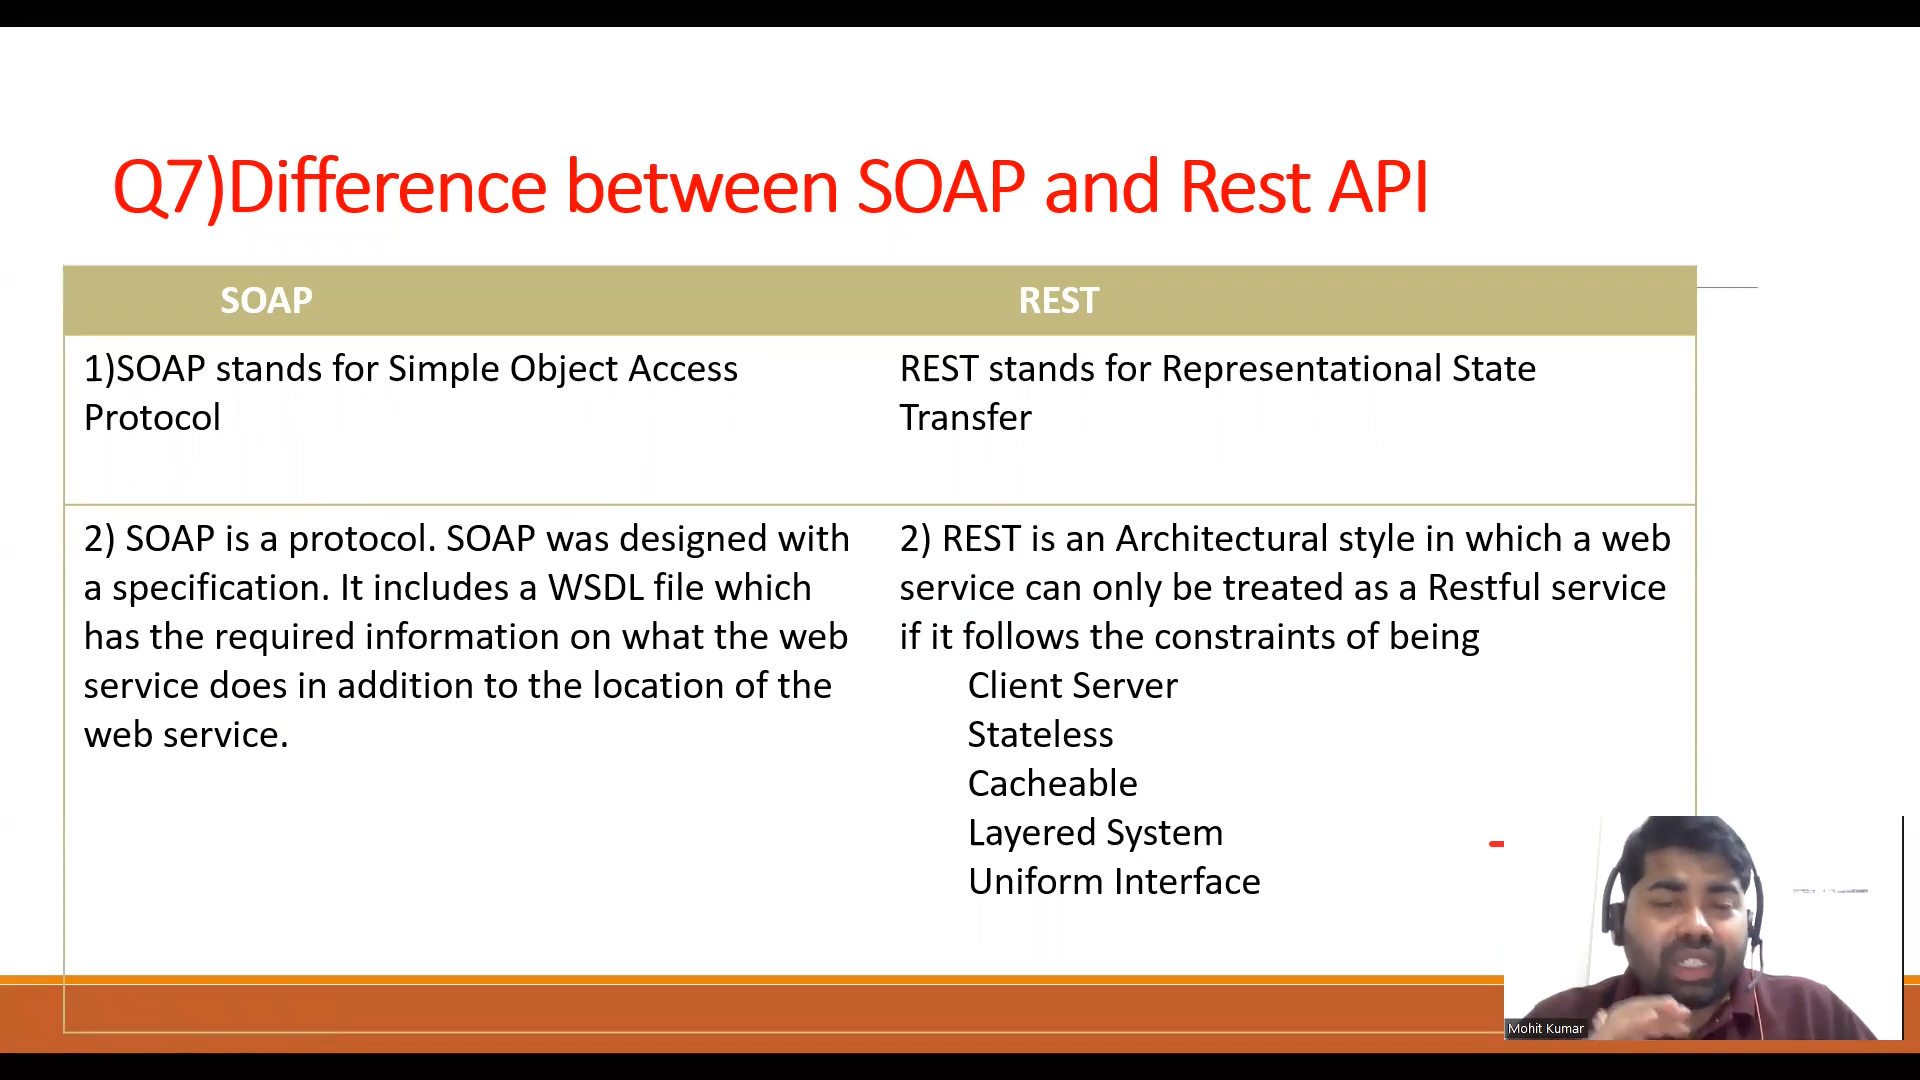 Q7)Difference between SOAP and Rest API
SOAP
REST
1)SOAP stands for Simple Object Access
Protocol
REST stands for Representational State
Transfer
2) SOAP is a protocol. SOAP was designed with
a specification. It includes a WSDL file which
has the required information on what the web
service does in addition to the location of the
web service.
2) REST is an Architectural style in which a web
service can only be treated as a Restful service
if it follows the constraints of being
Client Server
Stateless
Cacheable
Layered System
Uniform Interface
Mohit Kumar